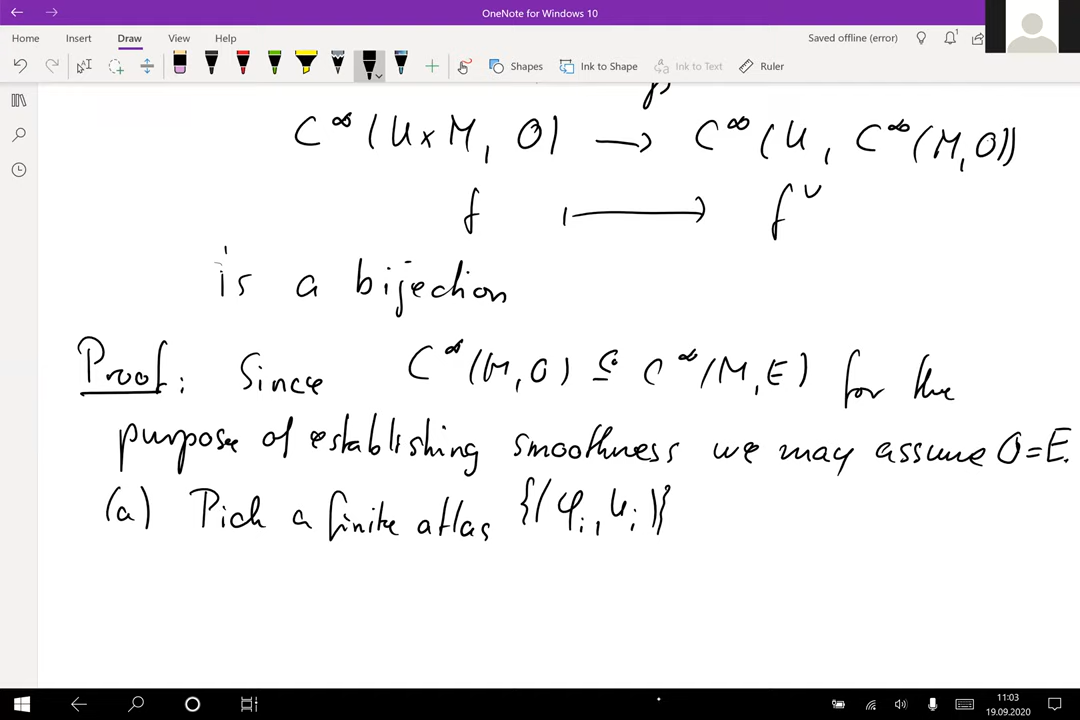 OneNote for Windows 10
Home Insert Draw View Help Saved offline (error)
Shapes Ink to Shape Ink to Text Ruler
C^∞(U×M, O) → C^∞(U, C^∞(M,O))
f ⟼ f^∨
is a bijection
Proof: Since C^∞(M,O) ⊆° C^∞(M,E) for the
purpose of establishing smoothness we may assume O=E.
(a) Pick a finite atlas {(φ_i, U_i)}
11:03
19.09.2020